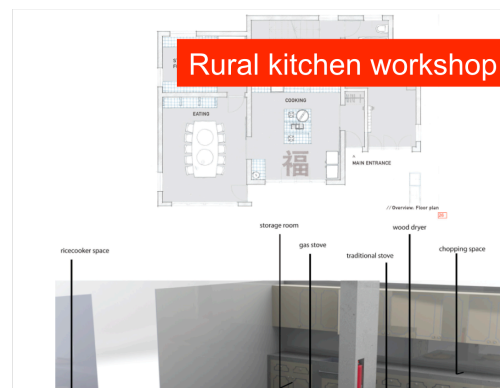 Rural kitchen workshop
COOKING
EATING
福
MAIN ENTRANCE
// Overview: Floor plan
storage room
wood dryer
ricecooker space
gas stove
traditional stove
chopping space